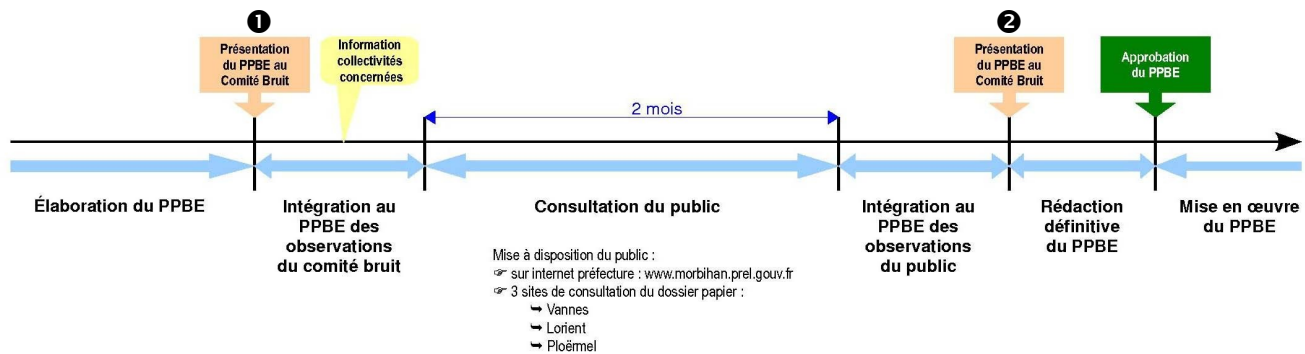 ❶
Présentation
du PPBE au
Comité Bruit
Information
collectivités
concernées
2 mois
❷
Présentation
du PPBE au
Comité Bruit
Approbation
du PPBE
Élaboration du PPBE
Intégration au
PPBE des
observations
du comité bruit
Consultation du public
Mise à disposition du public :
☞ sur internet préfecture : www.morbihan.pref.gouv.fr
☞ 3 sites de consultation du dossier papier :
➥ Vannes
➥ Lorient
➥ Ploërmel
Intégration au
PPBE des
observations
du public
Rédaction
définitive
du PPBE
Mise en œuvre
du PPBE